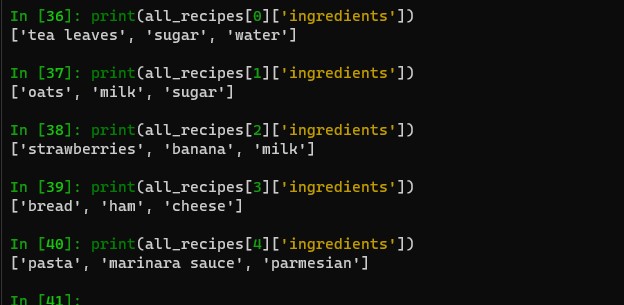 In [36]: print(all_recipes[0]['ingredients'])
['tea leaves', 'sugar', 'water']
In [37]: print(all_recipes[1]['ingredients'])
['oats', 'milk', 'sugar']
In [38]: print(all_recipes[2]['ingredients'])
['strawberries', 'banana', 'milk']
In [39]: print(all_recipes[3]['ingredients'])
['bread', 'ham', 'cheese']
In [40]: print(all_recipes[4]['ingredients'])
['pasta', 'marinara sauce', 'parmesian']
In [41]: